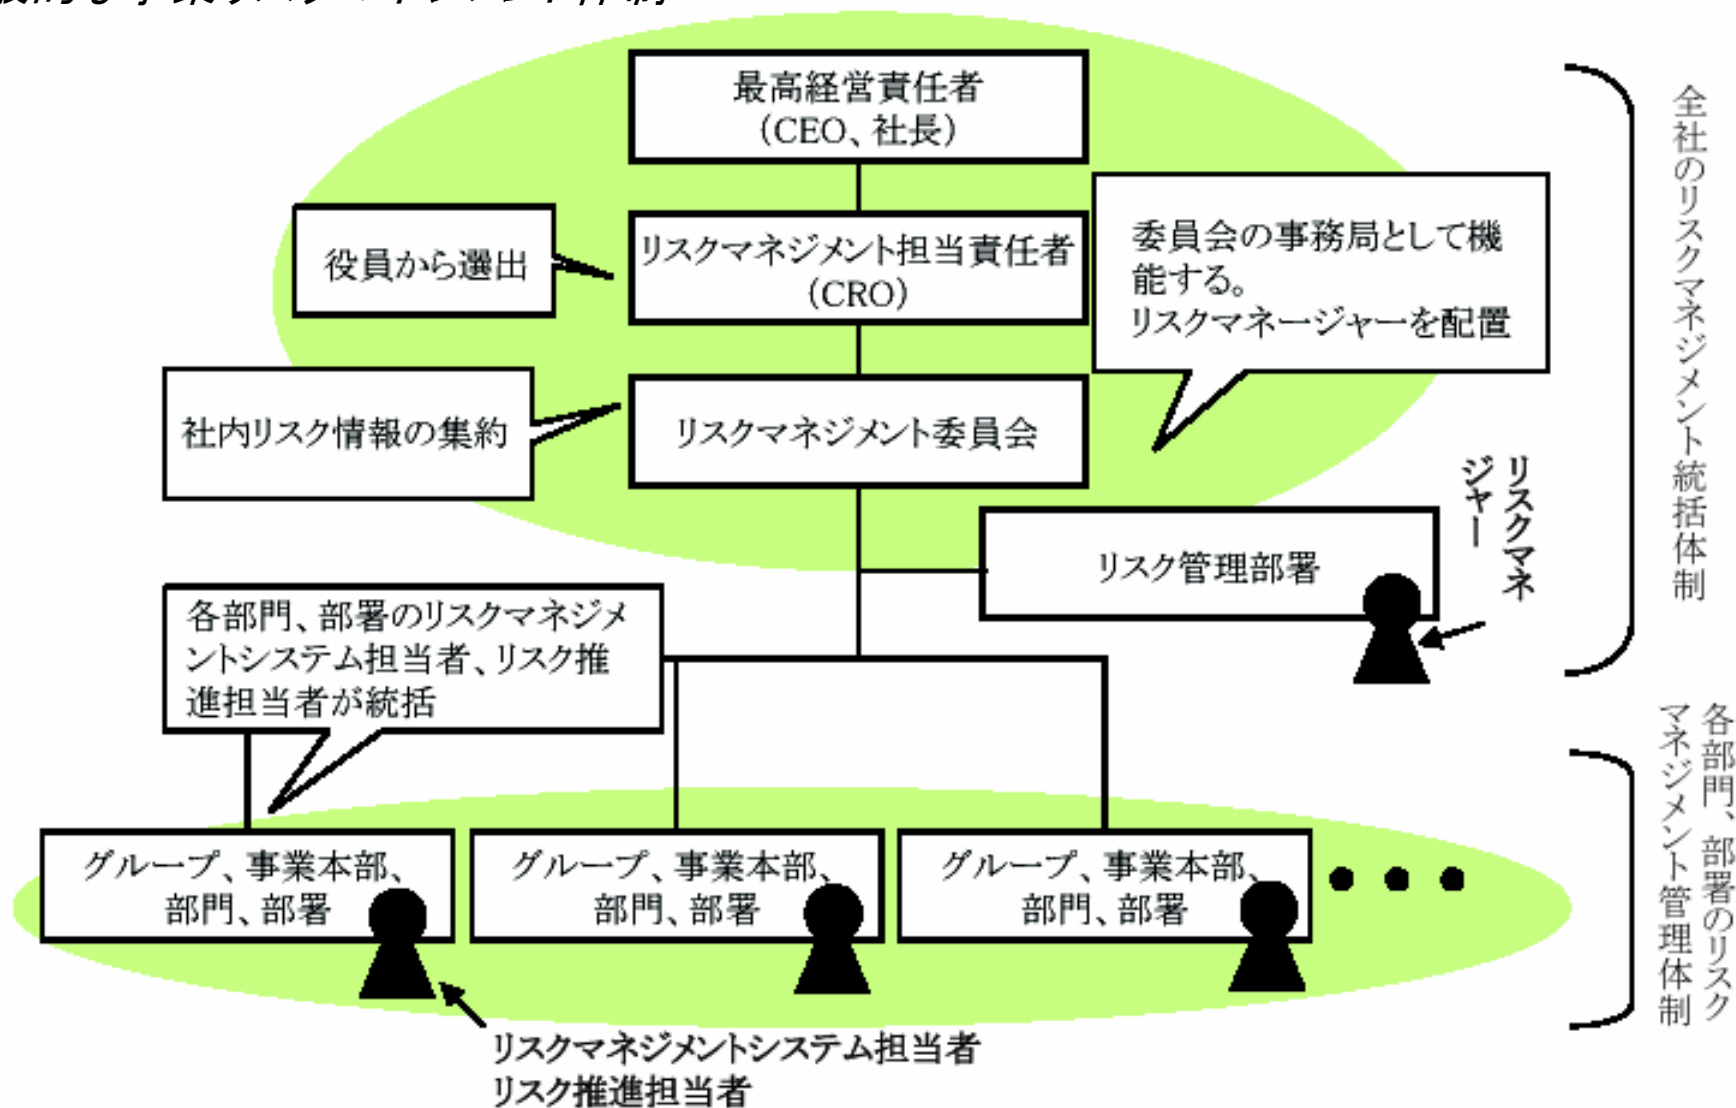 最高経営責任者
（CEO、社長）
役員から選出
リスクマネジメント担当責任者
（CRO）
委員会の事務局として機
能する。
リスクマネージャーを配置
社内リスク情報の集約
リスクマネジメント委員会
リスク管理部署
リスクマネ
ジャー
全社のリスクマネジメント統括体制
各部門、部署のリスクマネジメ
ントシステム担当者、リスク推
進担当者が統括
グループ、事業本部、
部門、部署
グループ、事業本部、
部門、部署
グループ、事業本部、
部門、部署
各部門、部署のリスク
マネジメント管理体制
リスクマネジメントシステム担当者
リスク推進担当者